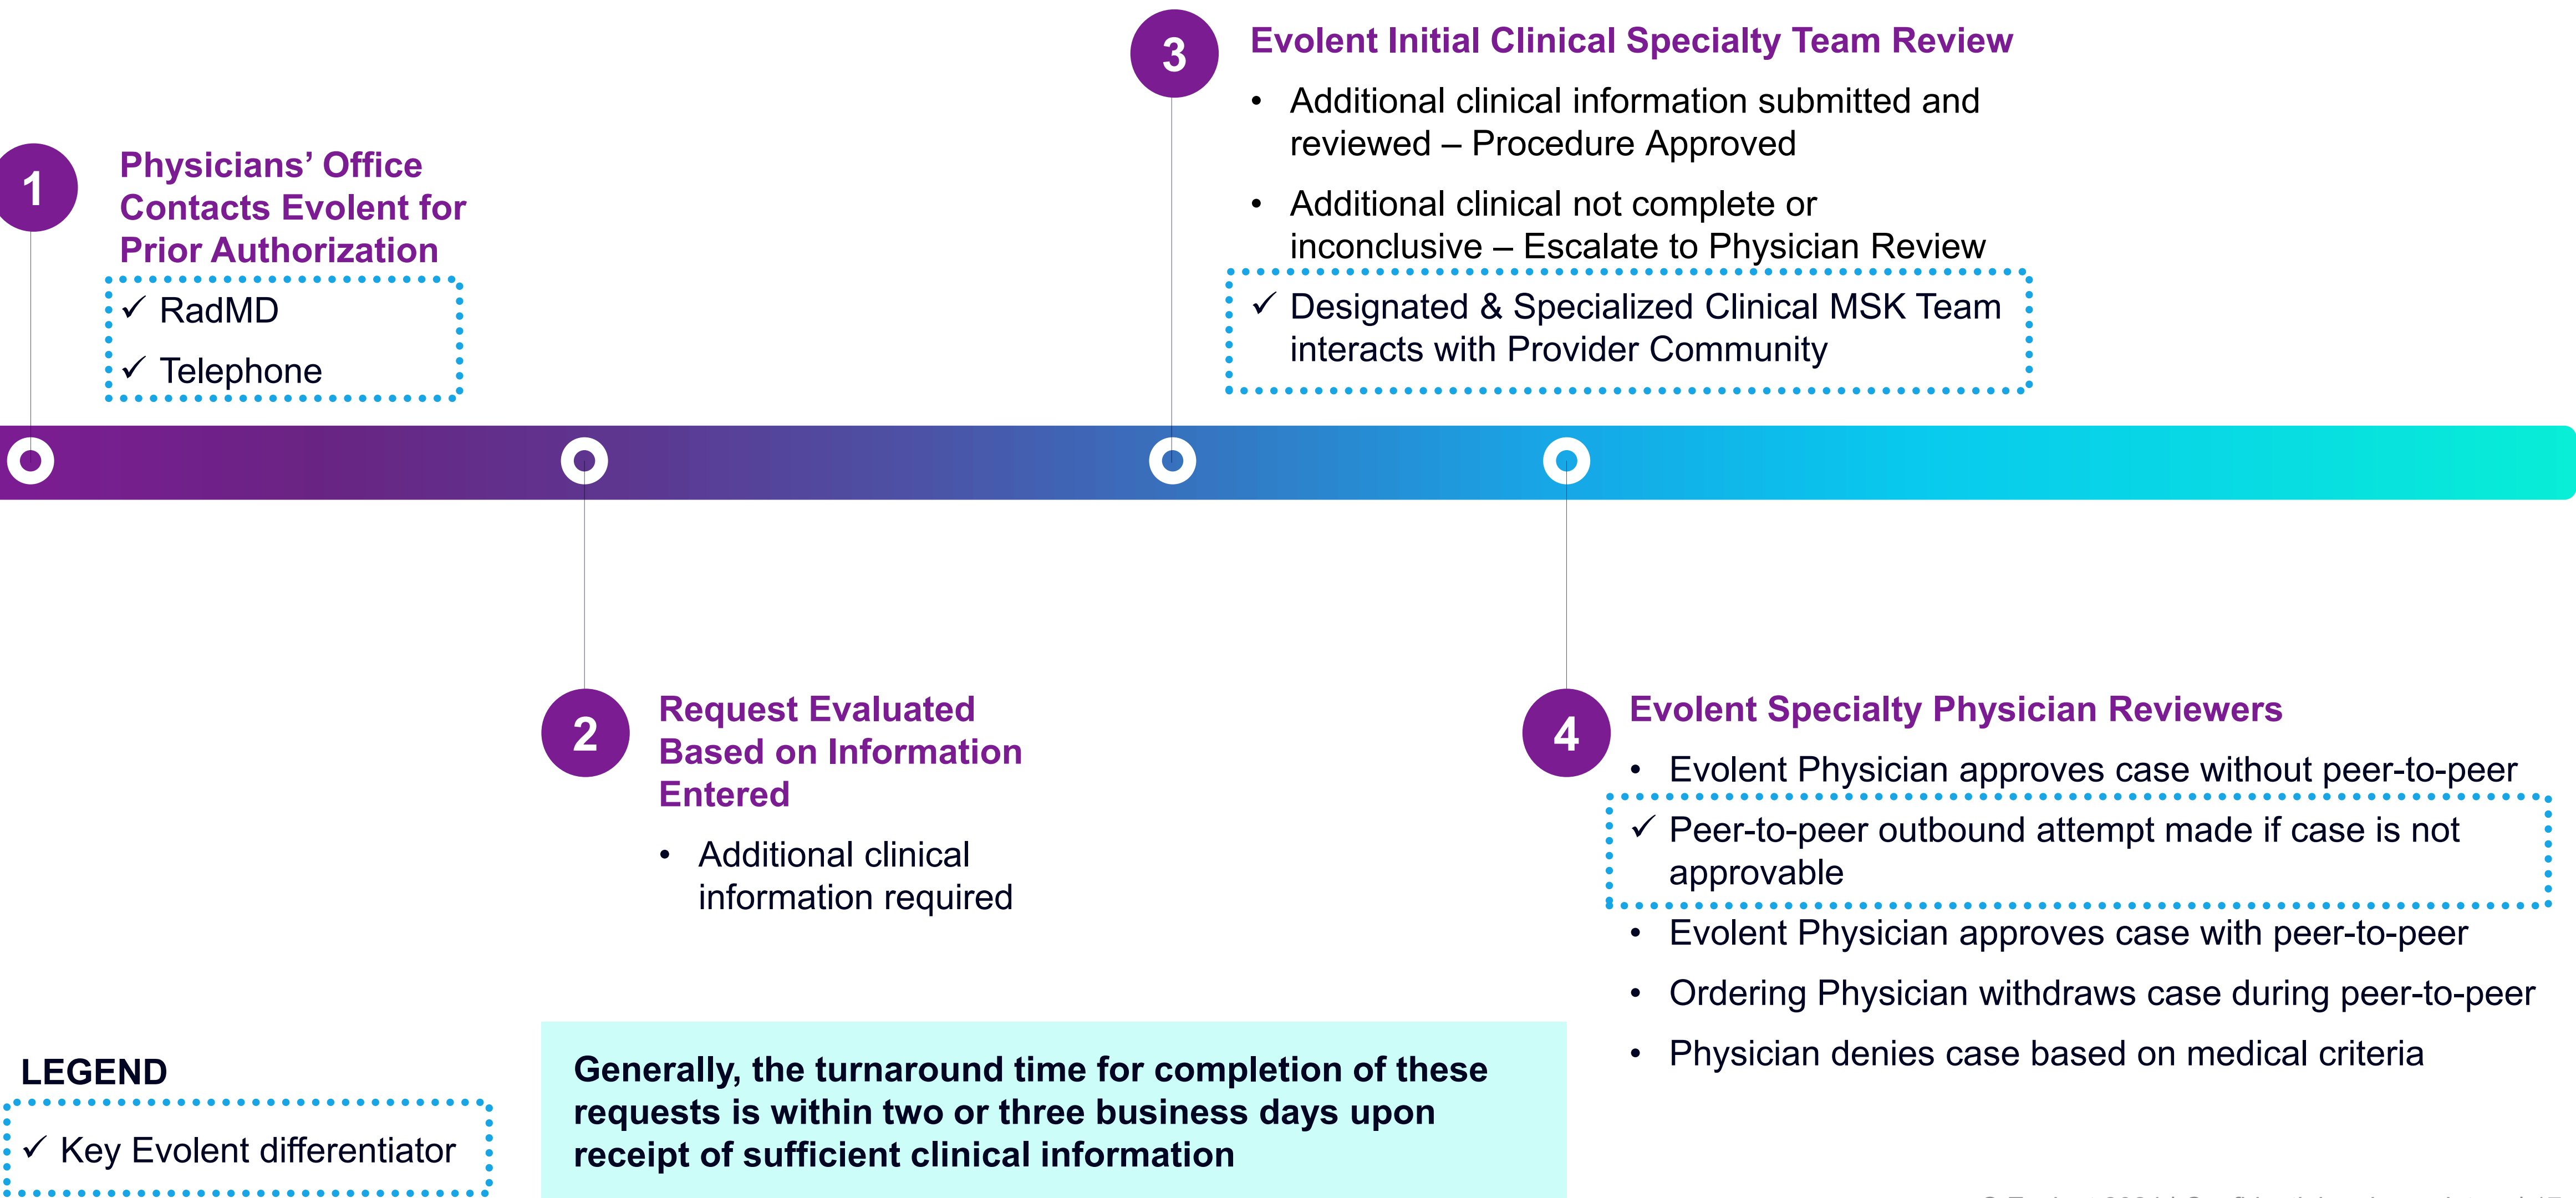 1
Physicians’ Office
Contacts Evolent for
Prior Authorization
✓ RadMD
✓ Telephone
2
Request Evaluated
Based on Information
Entered
• Additional clinical
information required
3
Evolent Initial Clinical Specialty Team Review
• Additional clinical information submitted and
reviewed – Procedure Approved
• Additional clinical not complete or
inconclusive – Escalate to Physician Review
✓ Designated & Specialized Clinical MSK Team
interacts with Provider Community
4
Evolent Specialty Physician Reviewers
• Evolent Physician approves case without peer-to-peer
✓ Peer-to-peer outbound attempt made if case is not
approvable
• Evolent Physician approves case with peer-to-peer
• Ordering Physician withdraws case during peer-to-peer
• Physician denies case based on medical criteria
LEGEND
✓ Key Evolent differentiator
Generally, the turnaround time for completion of these
requests is within two or three business days upon
receipt of sufficient clinical information